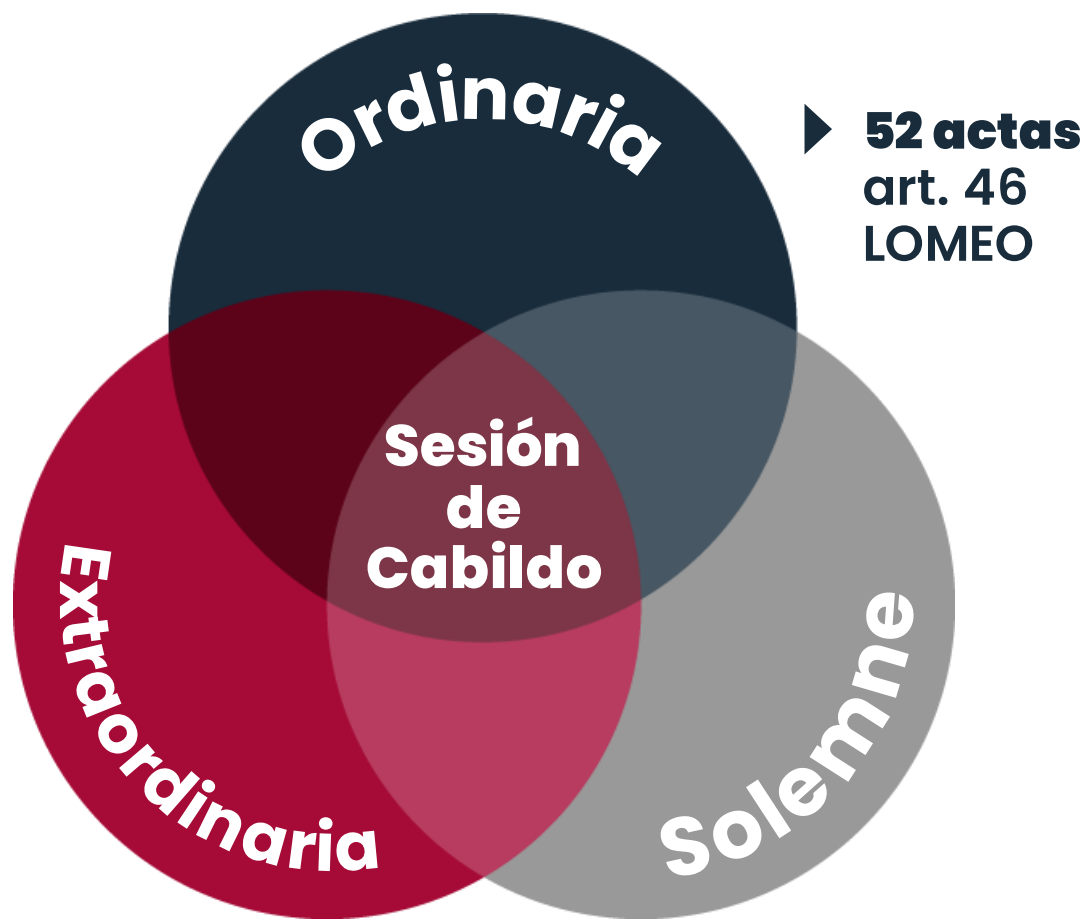 Ordinaria
52 actas
art. 46
LOMEO
Sesión
de
Cabildo
Extraordinaria
Solemne